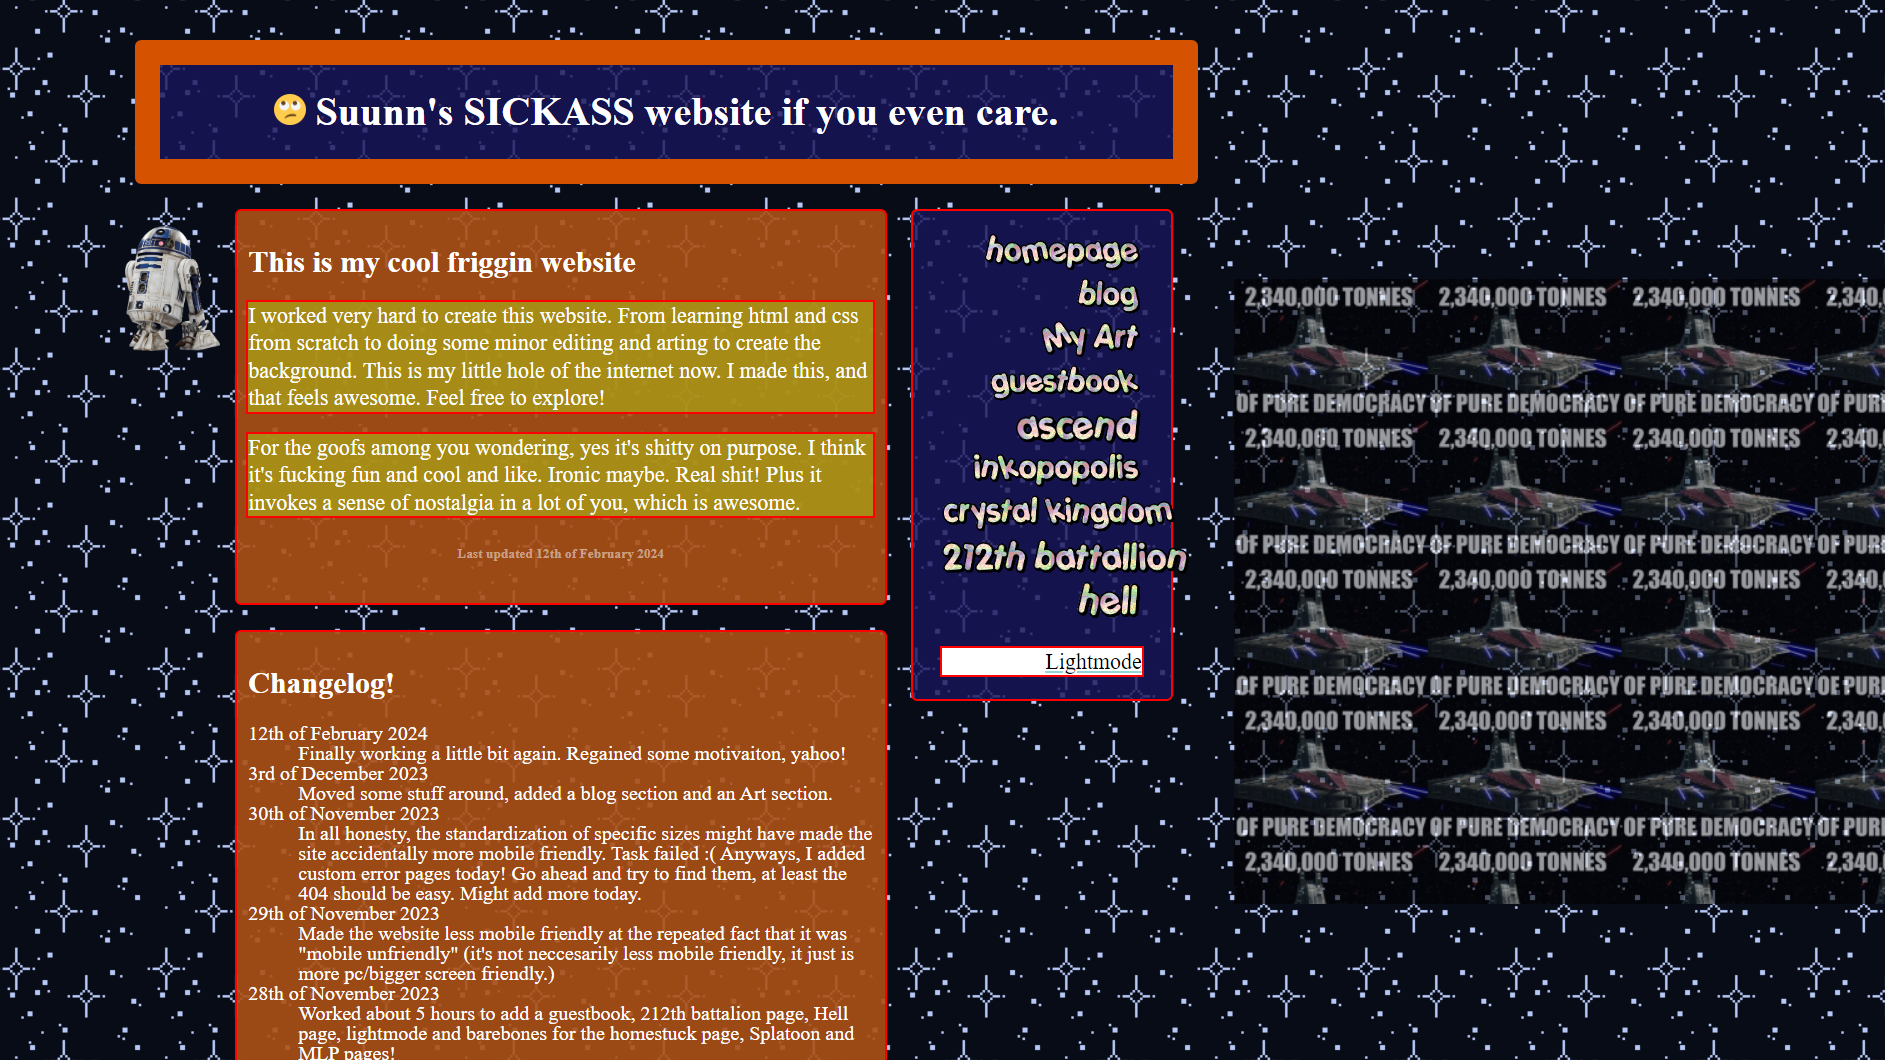 🙄 Suunn's SICKASS website if you even care.
This is my cool friggin website
I worked very hard to create this website. From learning html and css
from scratch to doing some minor editing and arting to create the
background. This is my little hole of the internet now. I made this, and
that feels awesome. Feel free to explore!
For the goofs among you wondering, yes it's shitty on purpose. I think
it's fucking fun and cool and like. Ironic maybe. Real shit! Plus it
invokes a sense of nostalgia in a lot of you, which is awesome.
Last updated 12th of February 2024
Changelog!
12th of February 2024
Finally working a little bit again. Regained some motivaiton, yahoo!
3rd of December 2023
Moved some stuff around, added a blog section and an Art section.
30th of November 2023
In all honesty, the standardization of specific sizes might have made the
site accidentally more mobile friendly. Task failed :( Anyways, I added
custom error pages today! Go ahead and try to find them, at least the
404 should be easy. Might add more today.
29th of November 2023
Made the website less mobile friendly at the repeated fact that it was
"mobile unfriendly" (it's not neccesarily less mobile friendly, it just is
more pc/bigger screen friendly.)
28th of November 2023
Worked about 5 hours to add a guestbook, 212th battalion page, Hell
page, lightmode and barebones for the homestuck page, Splatoon and
MLP pages!
homepage
blog
My Art
guestbook
ascend
inkopopolis
crystal kingdom
212th battallion
hell
Lightmode
2,340,000 TONNES 2,340,000 TONNES 2,340,000 TONNES 2,340,0
OF PURE DEMOCRACY OF PURE DEMOCRACY OF PURE DEMOCRACY OF PUR
2,340,000 TONNES 2,340,000 TONNES 2,340,000 TONNES 2,340,0
OF PURE DEMOCRACY OF PURE DEMOCRACY OF PURE DEMOCRACY OF PUR
2,340,000 TONNES 2,340,000 TONNES 2,340,000 TONNES 2,340,0
OF PURE DEMOCRACY OF PURE DEMOCRACY OF PURE DEMOCRACY OF PUR
2,340,000 TONNES 2,340,000 TONNES 2,340,000 TONNES 2,340,0
OF PURE DEMOCRACY OF PURE DEMOCRACY OF PURE DEMOCRACY OF PUR
2,340,000 TONNES 2,340,000 TONNES 2,340,000 TONNES 2,340,0